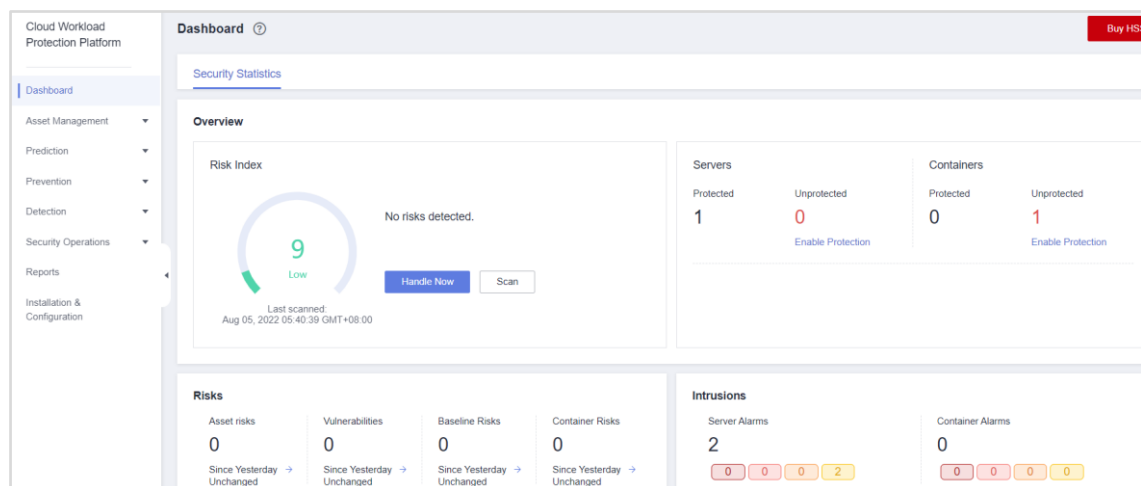 Cloud Workload
Protection Platform
Dashboard
Asset Management
Prediction
Prevention
Detection
Security Operations
Reports
Installation &
Configuration
Dashboard ?
Buy HSS
Security Statistics
Overview
Risk Index
9
Low
Last scanned:
Aug 05, 2022 05:40:39 GMT+08:00
No risks detected.
Handle Now Scan
Servers
Protected Unprotected
1 0
Enable Protection
Containers
Protected Unprotected
0 1
Enable Protection
Risks
Asset risks Vulnerabilities Baseline Risks Container Risks
0 0 0 0
Since Yesterday → Since Yesterday → Since Yesterday → Since Yesterday →
Unchanged Unchanged Unchanged Unchanged
Intrusions
Server Alarms Container Alarms
2 0
0 0 0 2 0 0 0 0